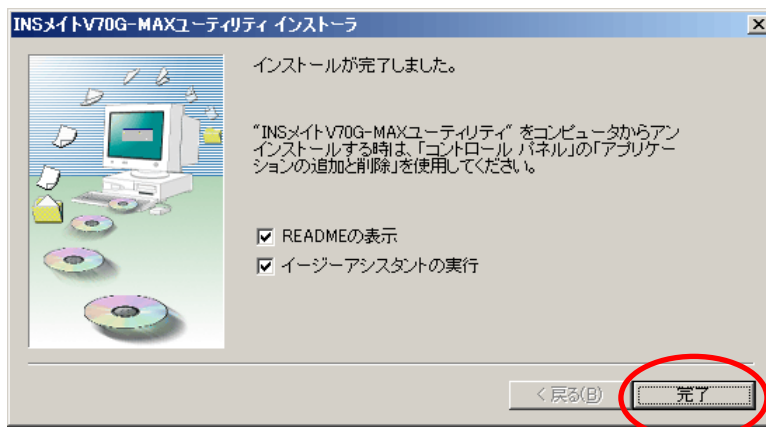 INSメイトV70G-MAXユーティリティ インストーラ
インストールが完了しました。
“INSメイトV70G-MAXユーティリティ” をコンピュータからアン
インストールする時は、「コントロール パネル」の「アプリケー
ションの追加と削除」を使用してください。
READMEの表示
イージーアシスタントの実行
< 戻る(B)
完了